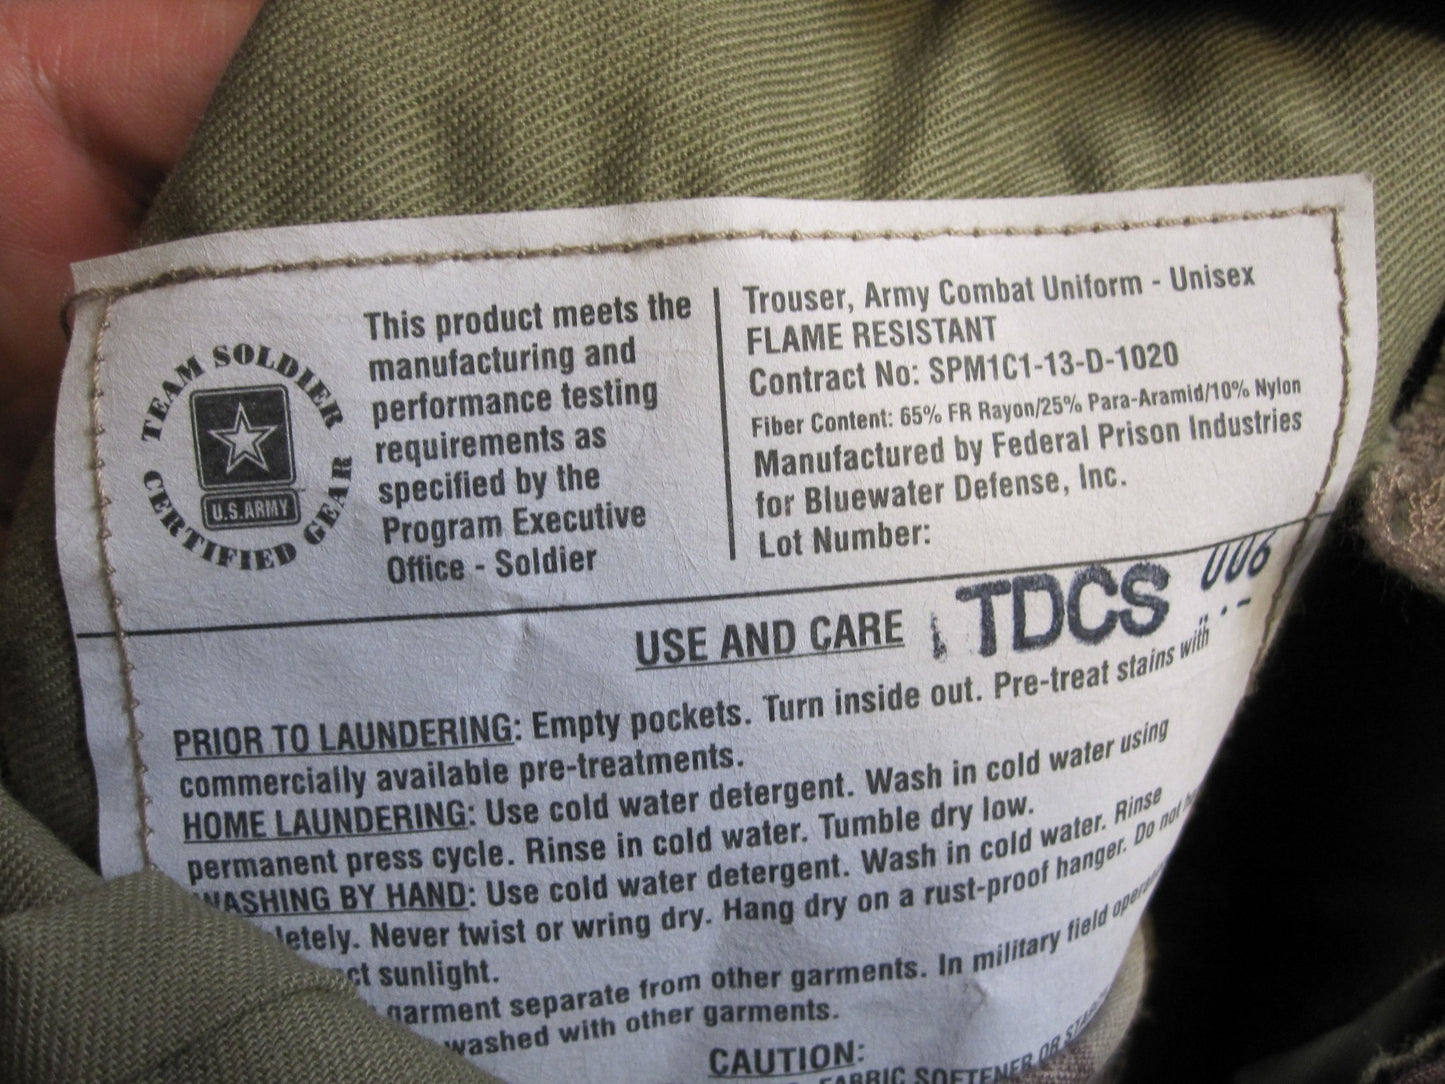 TEAM SOLDIER
CERTIFIED GEAR
U.S. ARMY
This product meets the
manufacturing and
performance testing
requirements as
specified by the
Program Executive
Office - Soldier
Trouser, Army Combat Uniform - Unisex
FLAME RESISTANT
Contract No: SPM1C1-13-D-1020
Fiber Content: 65% FR Rayon/25% Para-Aramid/10% Nylon
Manufactured by Federal Prison Industries
for Bluewater Defense, Inc.
Lot Number:
006
TDCS
USE AND CARE
PRIOR TO LAUNDERING: Empty pockets. Turn inside out. Pre-treat stains with
commercially available pre-treatments.
HOME LAUNDERING: Use cold water detergent. Wash in cold water using
permanent press cycle. Rinse in cold water. Tumble dry low.
WASHING BY HAND: Use cold water detergent. Wash in cold water. Rinse
letely. Never twist or wring dry. Hang dry on a rust-proof hanger. Do not
ct sunlight.
garment separate from other garments. In military field
washed with other garments.
CAUTION:
FABRIC SOFTENER OR